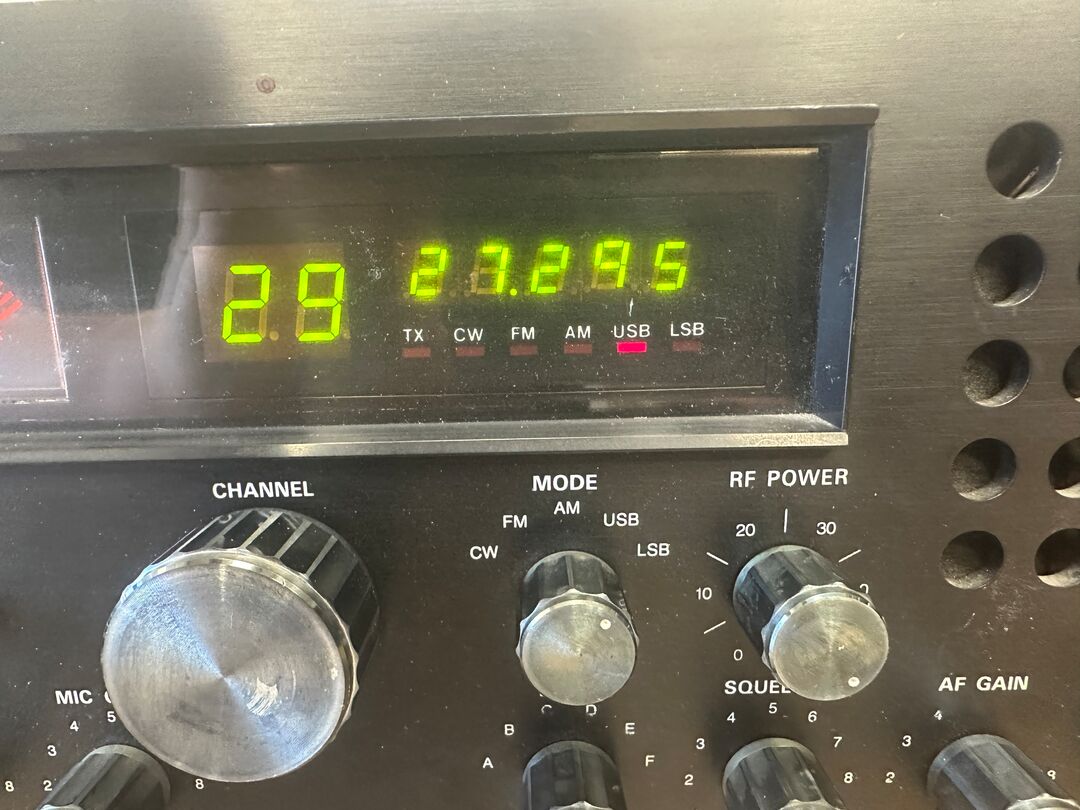 29
27.295
TX CW FM AM USB LSB
CHANNEL
MODE
CW FM AM USB LSB
RF POWER
0 10 20 30
MIC
2 3 4 5 8
A B C D E F
2 3 4 5 6 7 8
AF GAIN
2 3 4